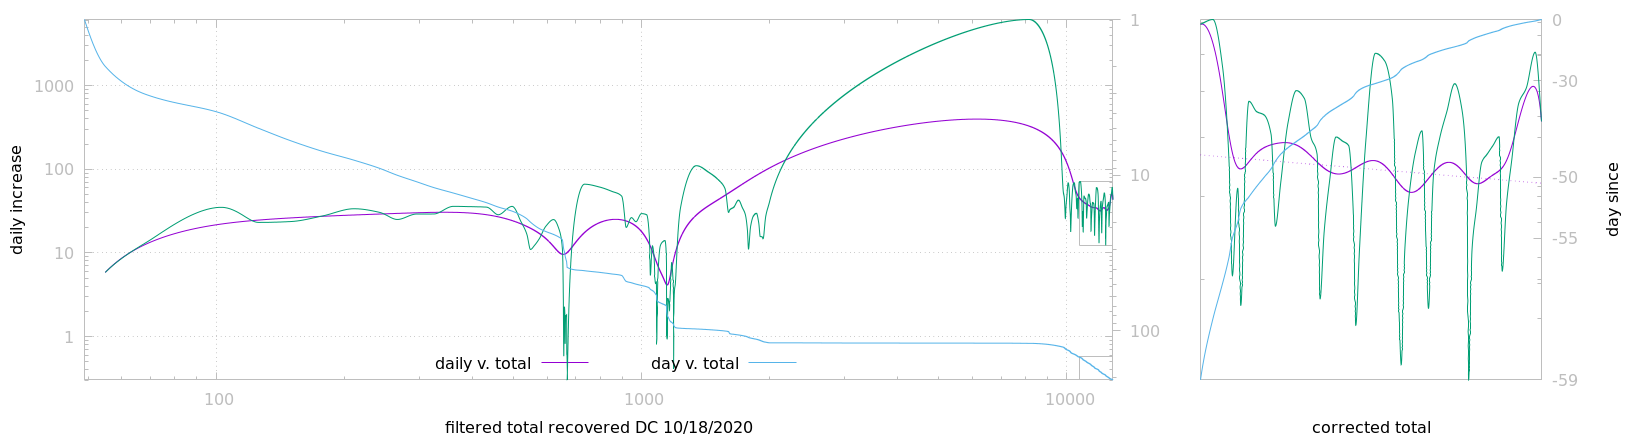 1000
100
10
1
daily increase
100
1000
10000
filtered total recovered DC 10/18/2020
daily v. total
day v. total
1
10
100
0
-30
-50
-55
-59
day since
corrected total